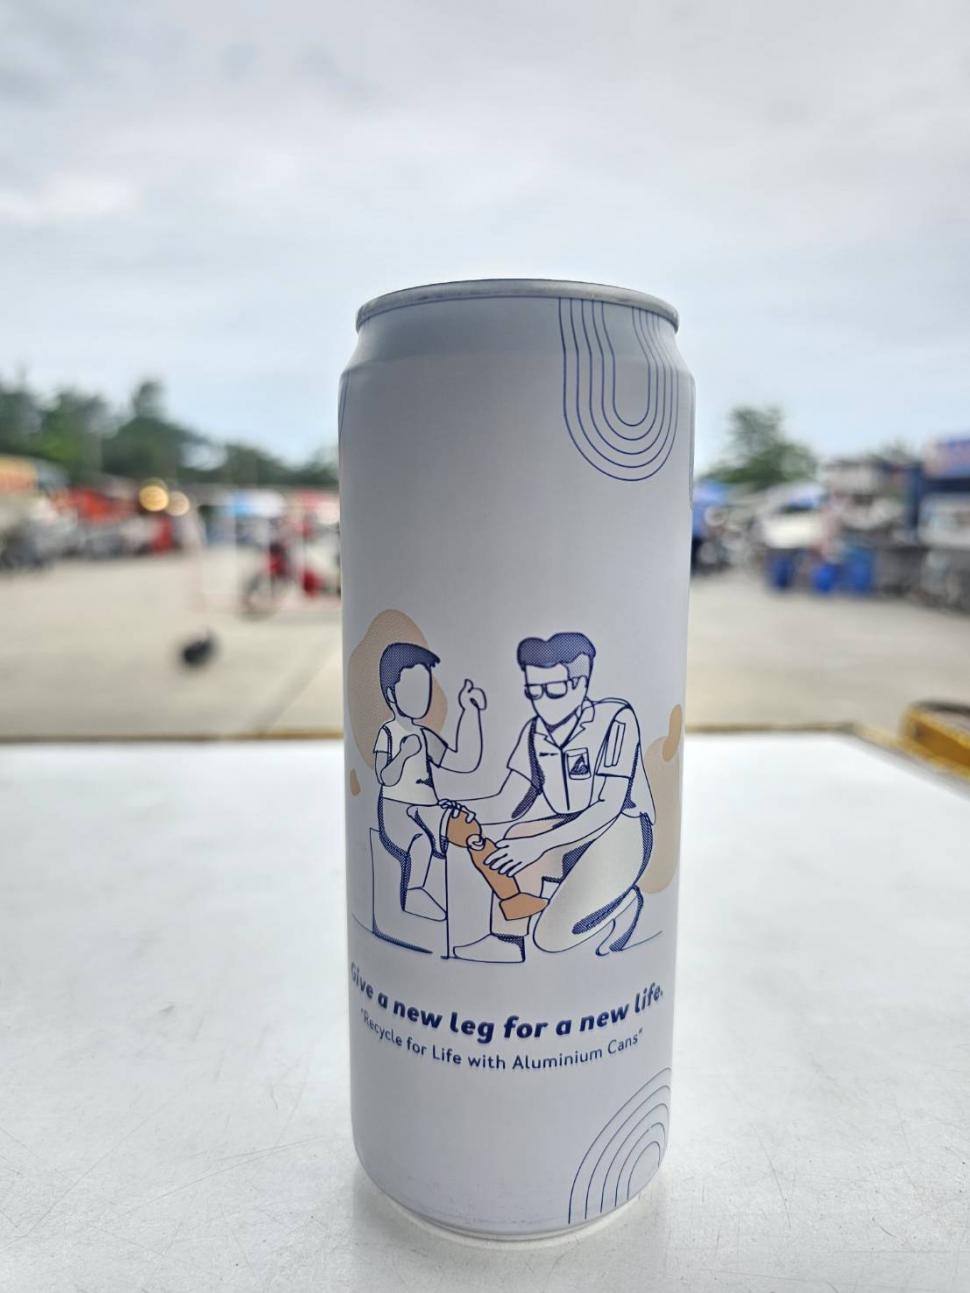 Give a new leg for a new life.
"Recycle for Life with Aluminium Cans"